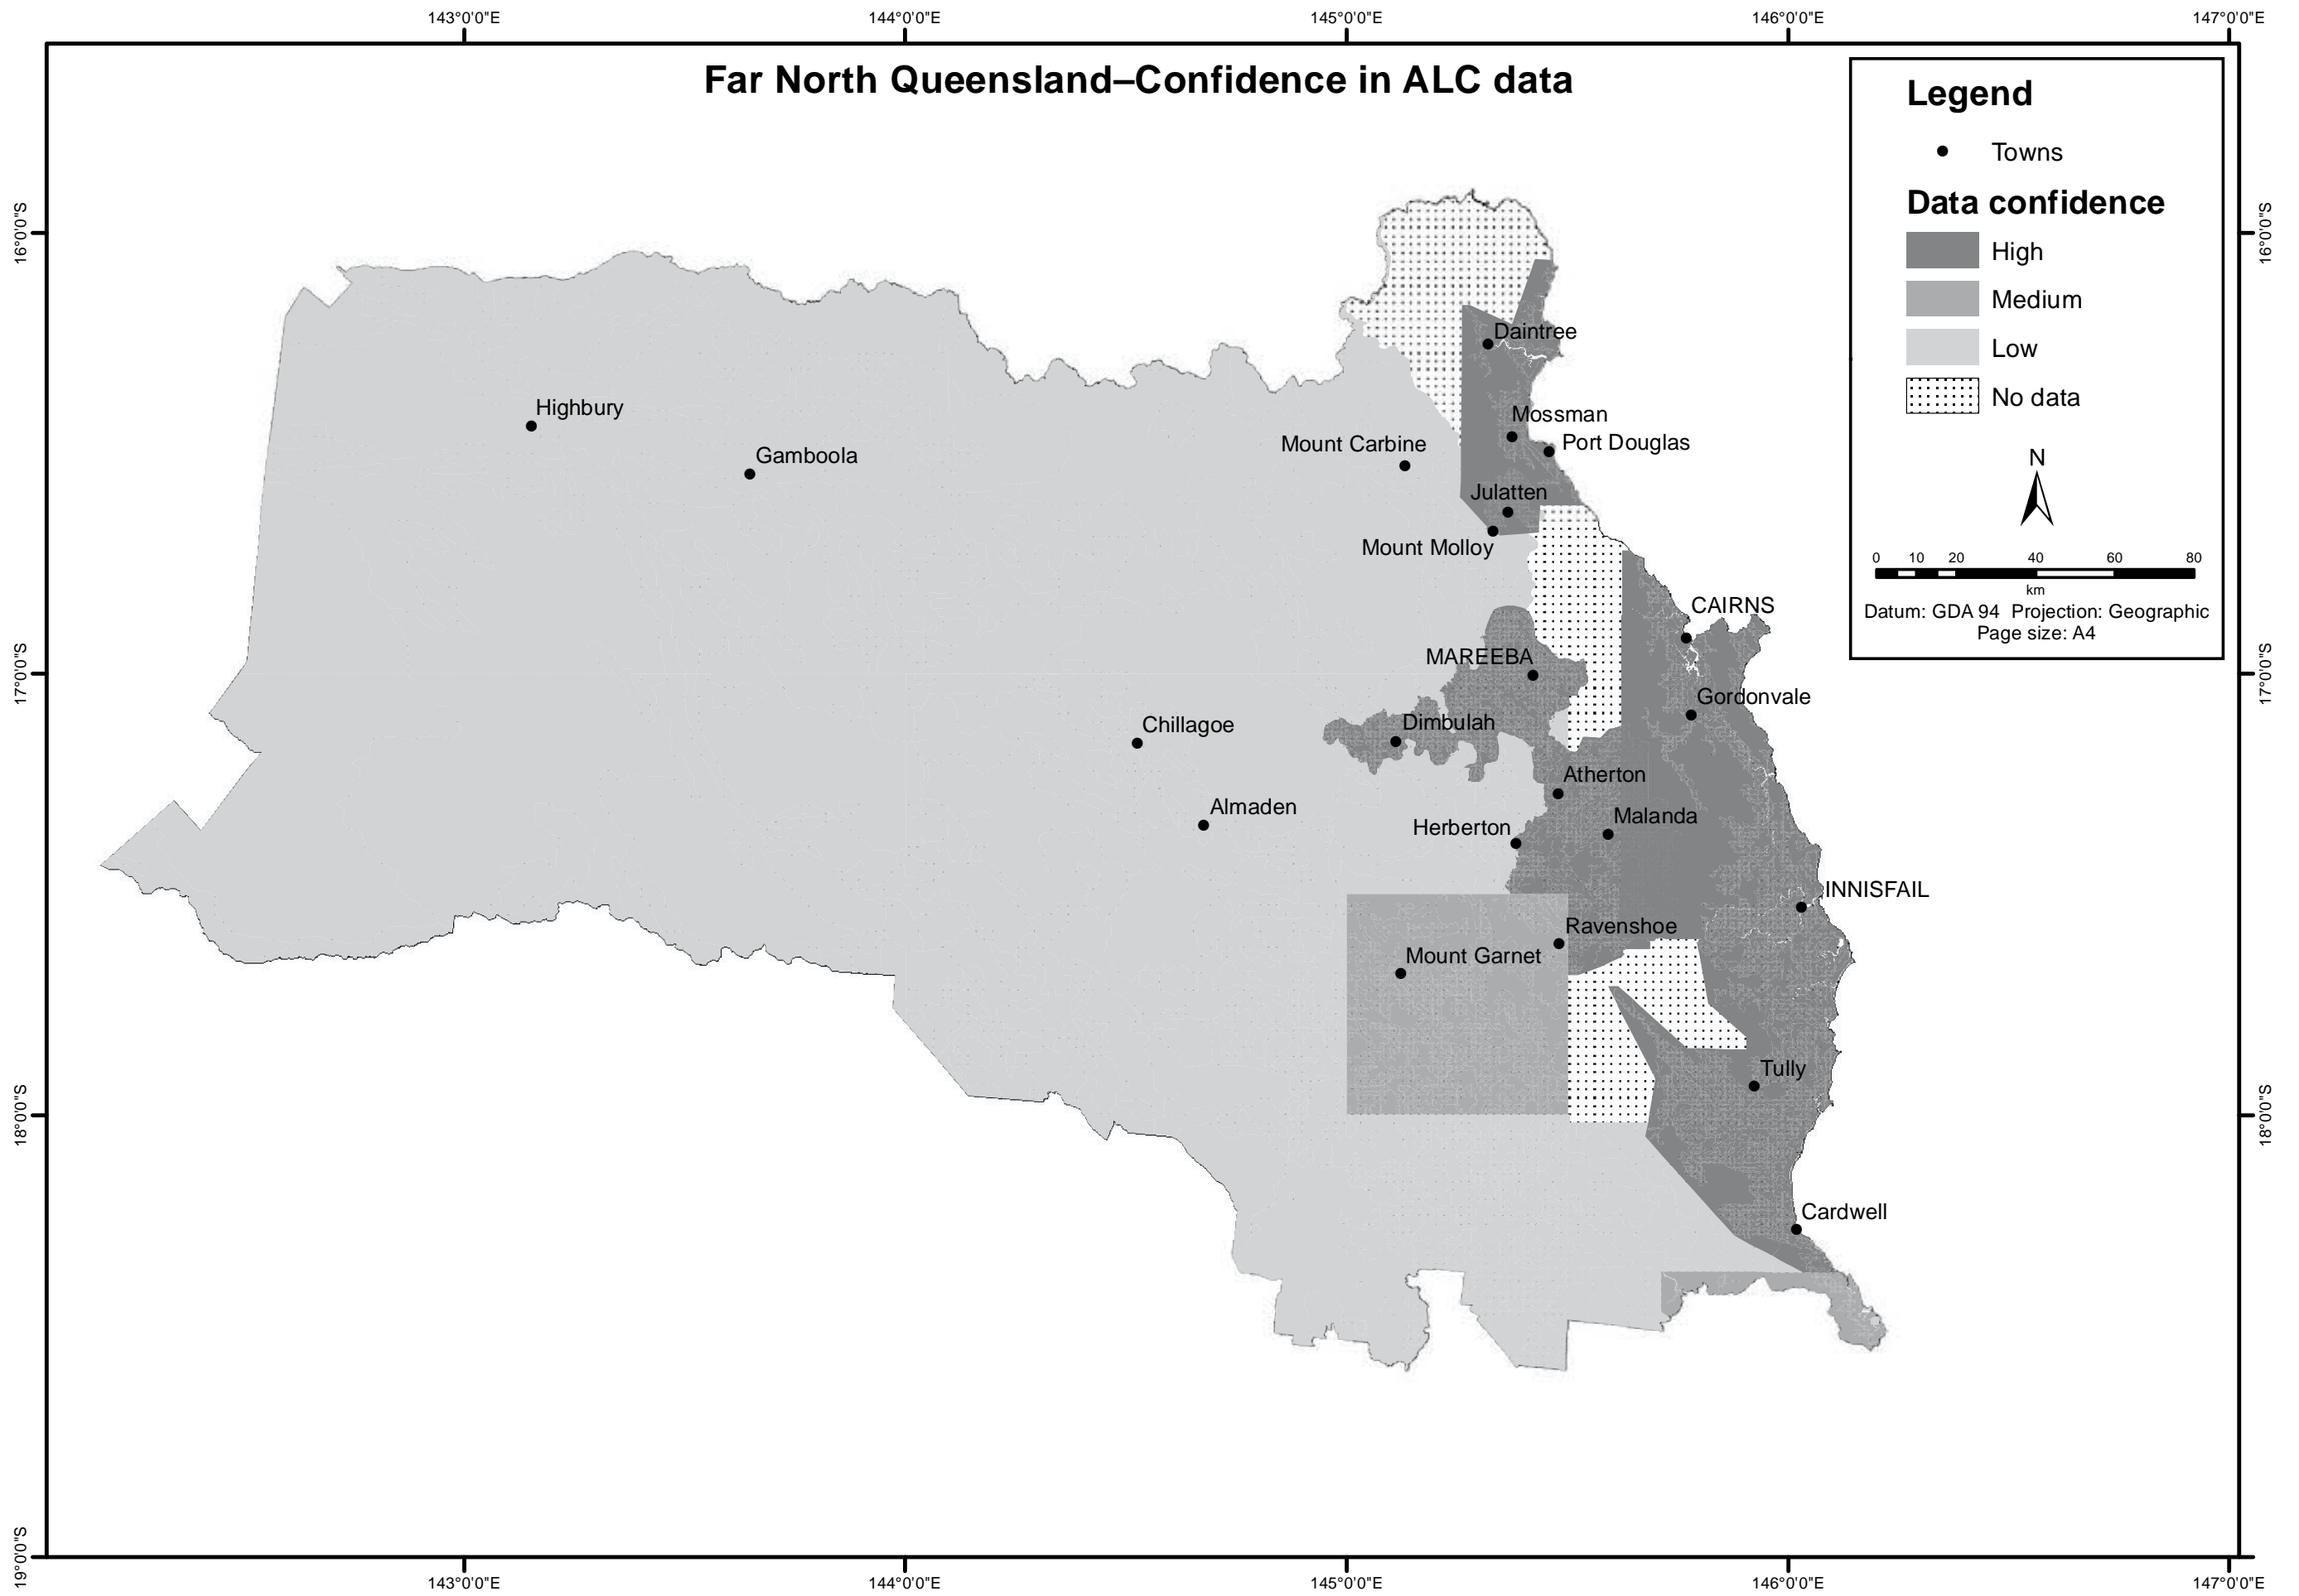 143°0'0"E
144°0'0"E
145°0'0"E
146°0'0"E
147°0'0"E
Far North Queensland–Confidence in ALC data
Legend
Towns
Data confidence
High
Medium
Low
No data
N
0 10 20 40 60 80
km
Datum: GDA 94 Projection: Geographic
Page size: A4
16°0'0"S
16°0'0"S
Daintree
Highbury
Mossman
Port Douglas
Mount Carbine
Gamboola
Julatten
Mount Molloy
CAIRNS
MAREEBA
17°0'0"S
17°0'0"S
Gordonvale
Dimbulah
Chillagoe
Atherton
Almaden
Malanda
Herberton
INNISFAIL
Ravenshoe
Mount Garnet
Tully
18°0'0"S
18°0'0"S
Cardwell
19°0'0"S
143°0'0"E
144°0'0"E
145°0'0"E
146°0'0"E
147°0'0"E